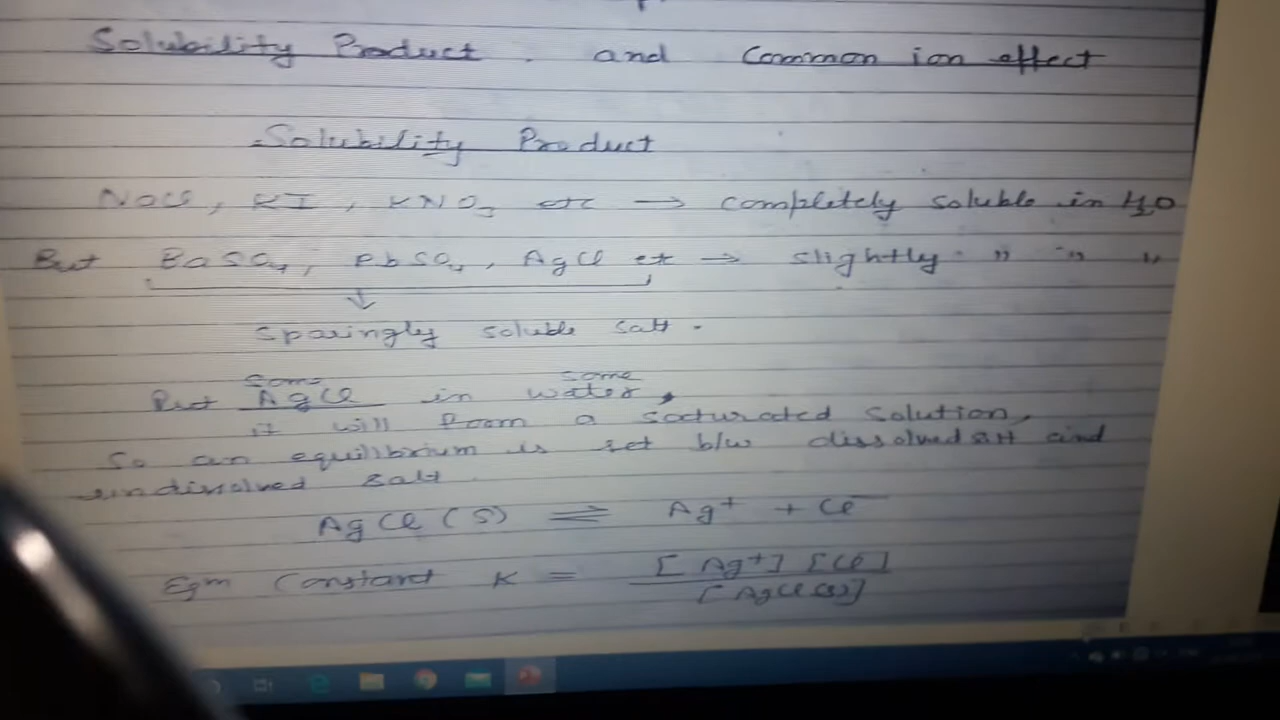 Solubility Product. and Common ion effect
Solubility Product
NaCl, KI, KNO₃ etc → completely soluble in H₂O
But BaSO₄, PbSO₄, AgCl et → slightly " " "
↓
Sparingly soluble salt.
some some
Put AgCl in water,
it will form a saturated solution,
So an equilibrium is set b/w dissolved salt and
undissolved salt
AgCl (S) ⇌ Ag⁺ + Cl⁻
Eqm Constant K = [Ag⁺] [Cl⁻]
[AgCl(s)]